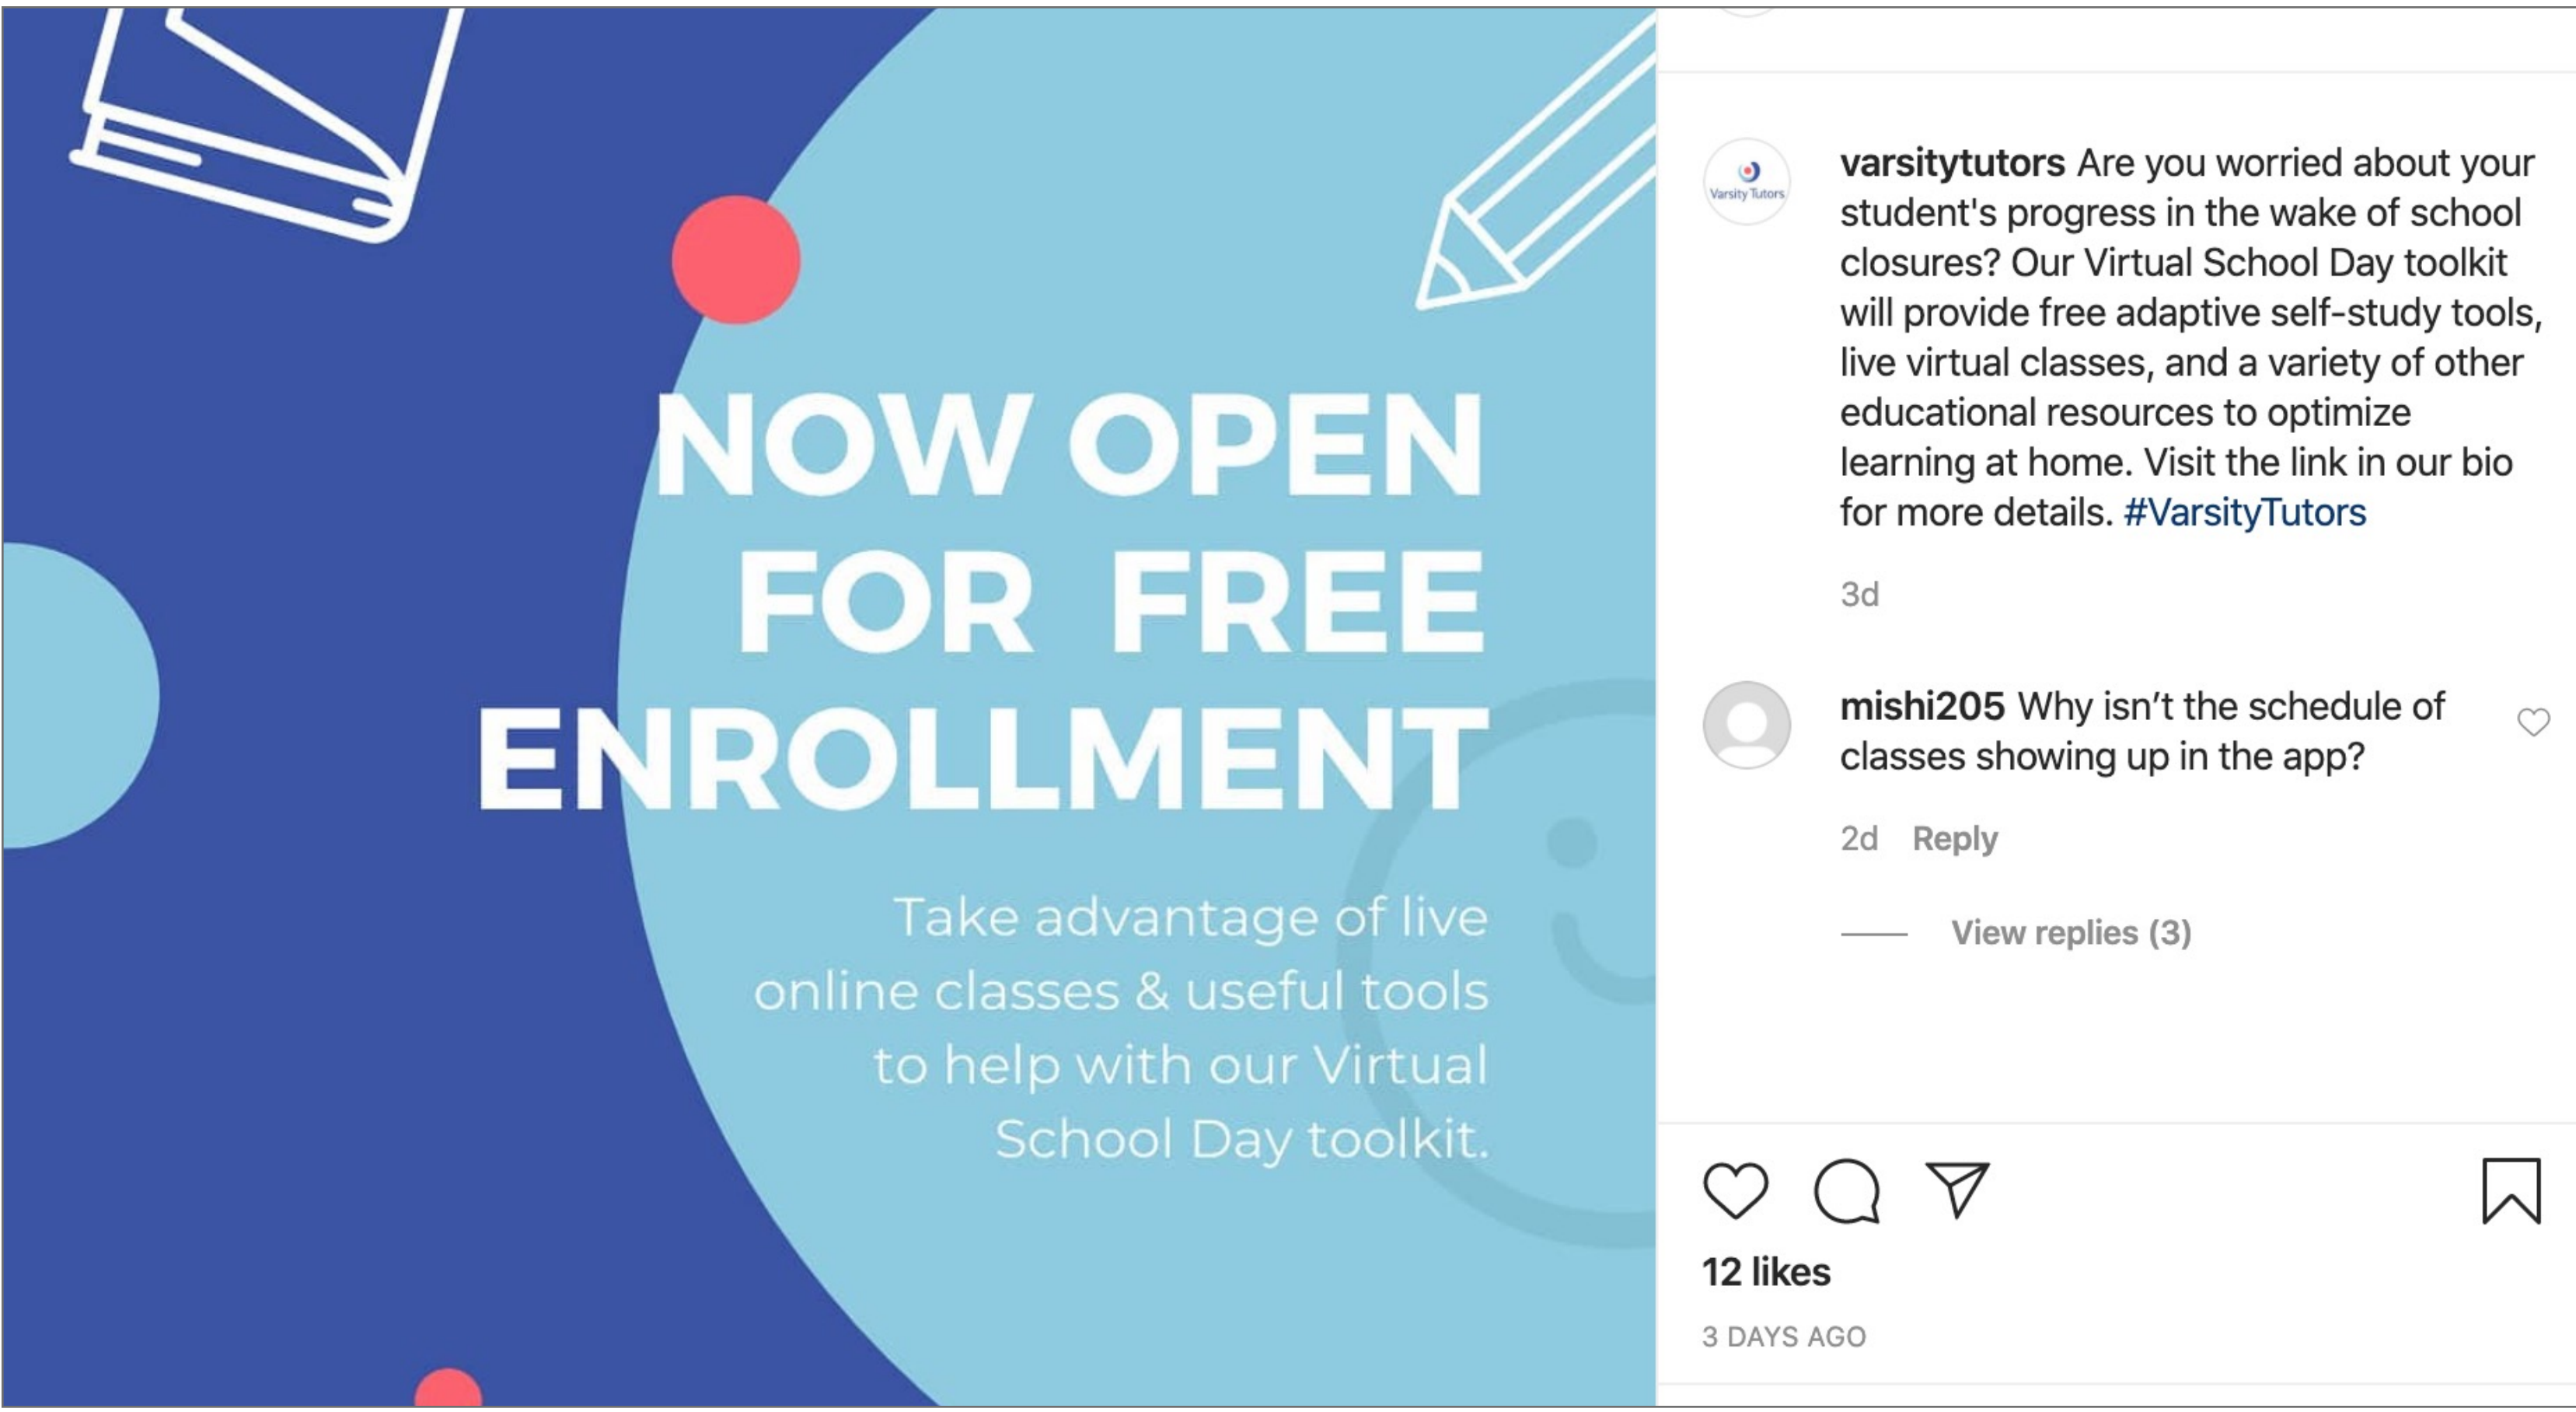 NOW OPEN
FOR FREE
ENROLLMENT
Take advantage of live
online classes & useful tools
to help with our Virtual
School Day toolkit.
Varsity Tutors
varsitytutors Are you worried about your
student's progress in the wake of school
closures? Our Virtual School Day toolkit
will provide free adaptive self-study tools,
live virtual classes, and a variety of other
educational resources to optimize
learning at home. Visit the link in our bio
for more details. #VarsityTutors
3d
mishi205 Why isn’t the schedule of
classes showing up in the app?
2d Reply
View replies (3)
12 likes
3 DAYS AGO